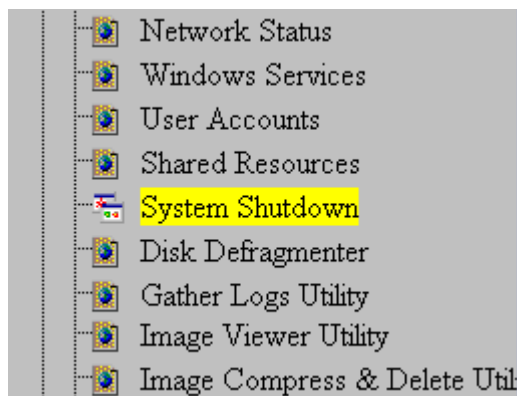 Network Status
Windows Services
User Accounts
Shared Resources
System Shutdown
Disk Defragmenter
Gather Logs Utility
Image Viewer Utility
Image Compress & Delete